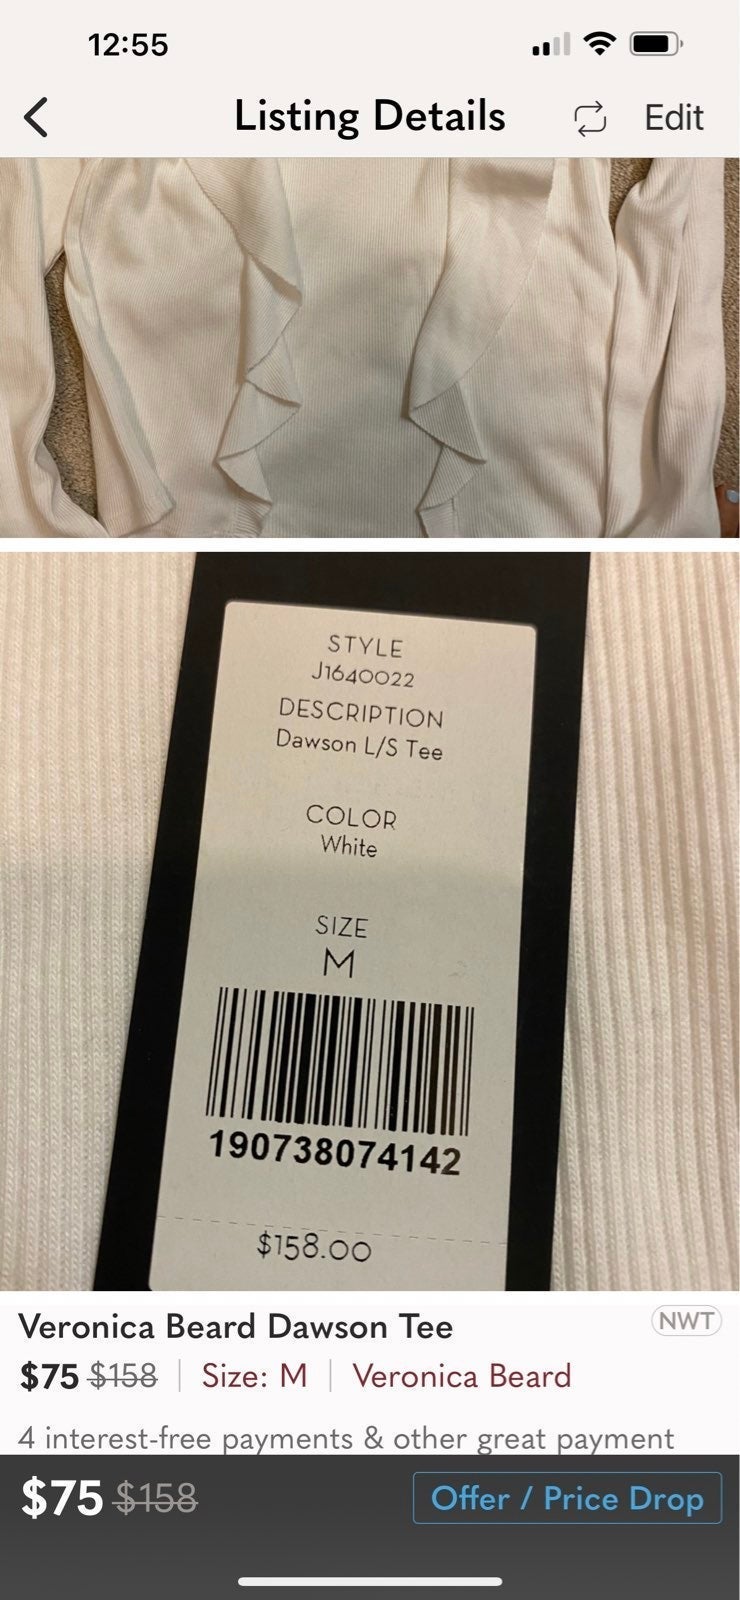 12:55
Listing Details
Edit
STYLE
J1640022
DESCRIPTION
Dawson L/S Tee
COLOR
White
SIZE
M
190738074142
$158.00
Veronica Beard Dawson Tee
NWT
$75 $158 | Size: M | Veronica Beard
4 interest-free payments & other great payment
$75 $158
Offer / Price Drop